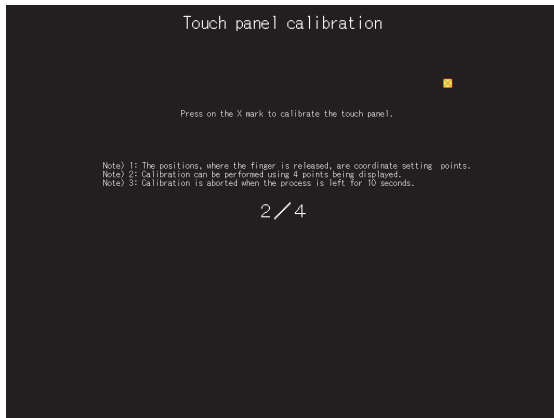 Touch panel calibration
X
Press on the X mark to calibrate the touch panel.
Note) 1: The positions, where the finger is released, are coordinate setting points.
Note) 2: Calibration can be performed using 4 points being displayed.
Note) 3: Calibration is aborted when the process is left for 10 seconds.
2/4